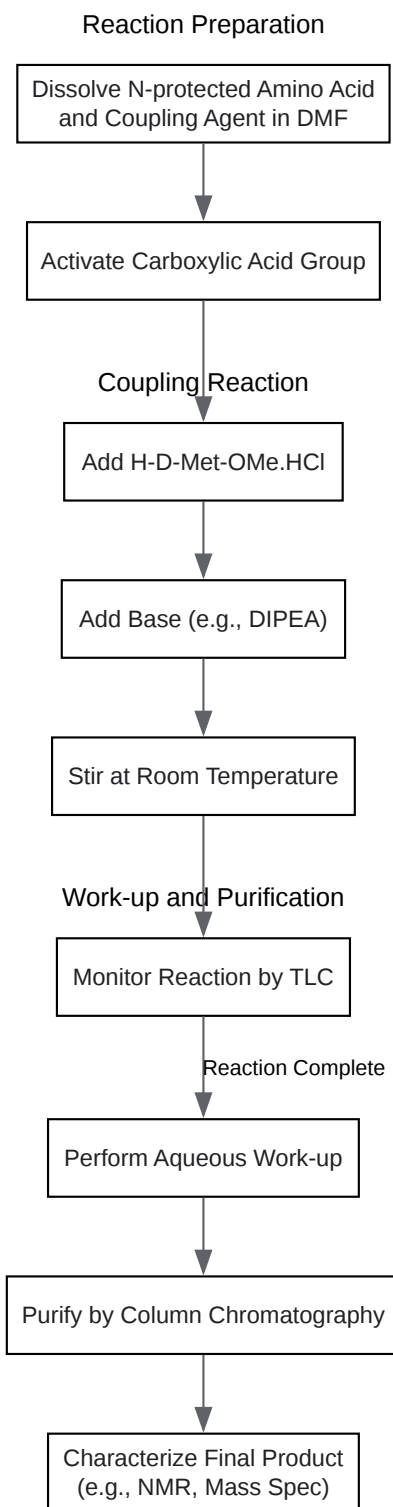 Reaction Preparation
Dissolve N-protected Amino Acid
and Coupling Agent in DMF
Activate Carboxylic Acid Group
Coupling Reaction
Add H-D-Met-OMe.HCl
Add Base (e.g., DIPEA)
Stir at Room Temperature
Work-up and Purification
Monitor Reaction by TLC
Reaction Complete
Perform Aqueous Work-up
Purify by Column Chromatography
Characterize Final Product
(e.g., NMR, Mass Spec)